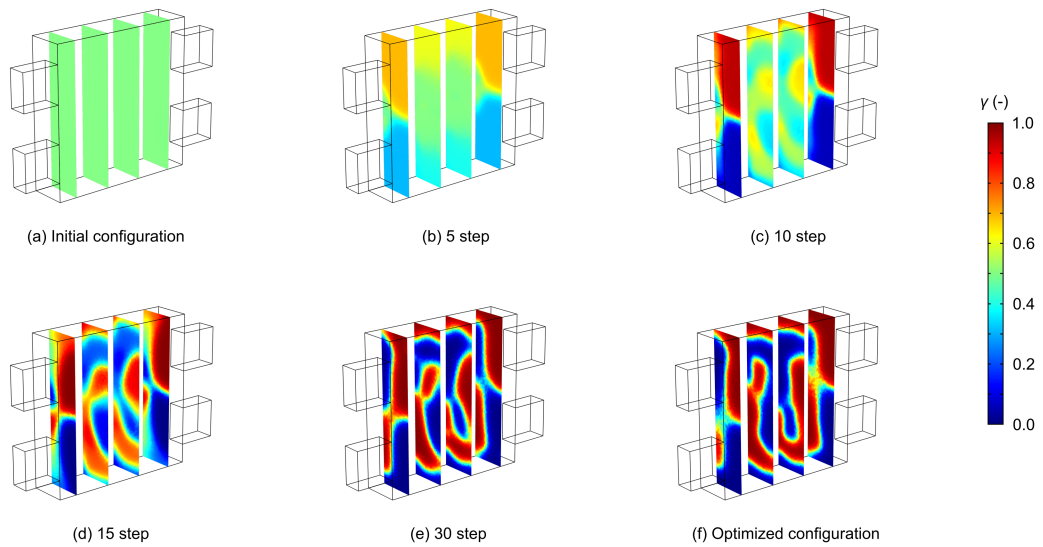 (a) Initial configuration
(b) 5 step
(c) 10 step
γ (-)
1.0
0.8
0.6
0.4
0.2
0.0
(d) 15 step
(e) 30 step
(f) Optimized configuration